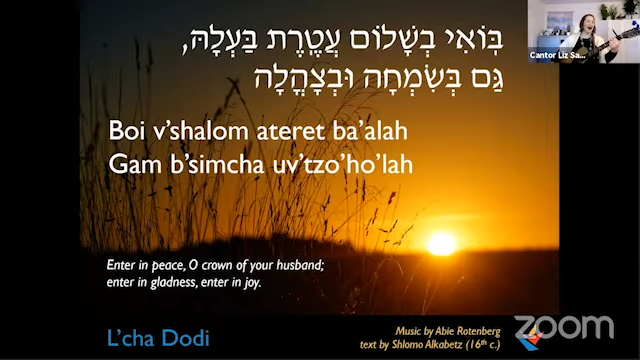 בּוֹאִי בְשָׁלוֹם עֲטֶרֶת בַּעְלָהּ,
גַּם בְּשִׂמְחָה וּבְצָהֳלָה
Boi v’shalom ateret ba’alah
Gam b’simcha uv’tzo’ho’lah
Enter in peace, O crown of your husband;
enter in gladness, enter in joy.
L’cha Dodi
Music by Abie Rotenberg
text by Shlomo Alkabetz (16th c.)
Cantor Liz Sa...
zoom